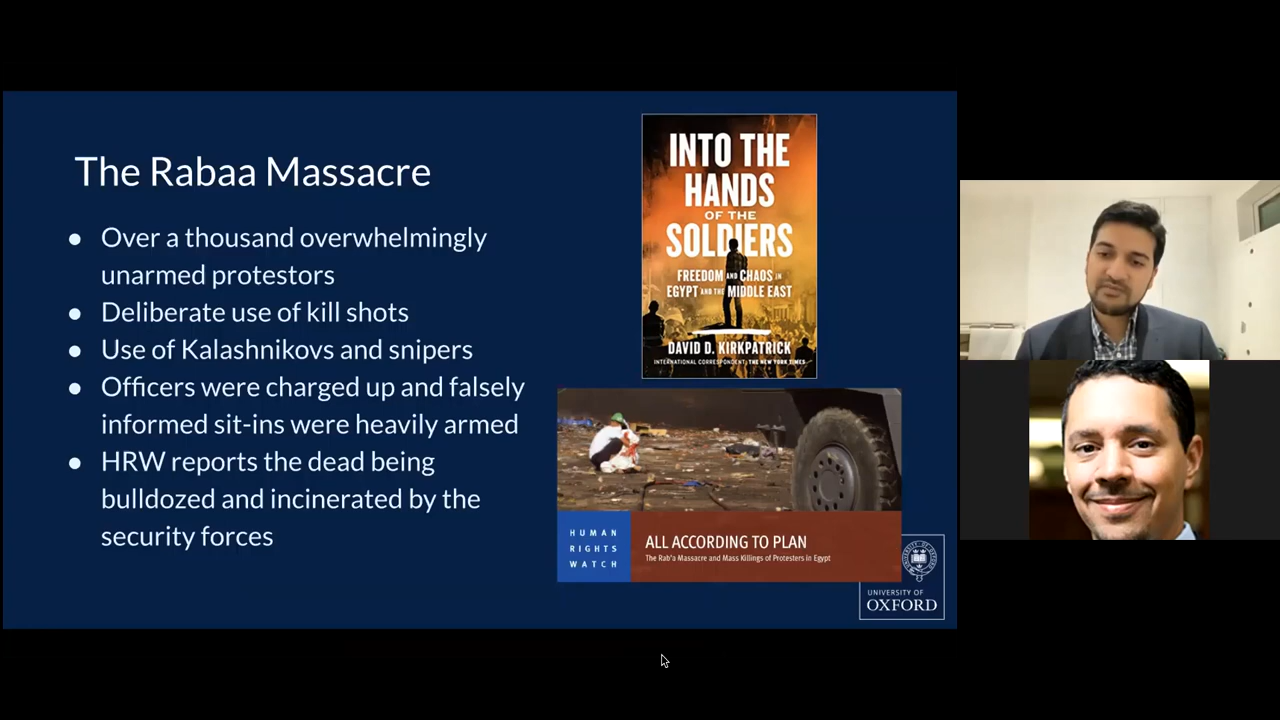 The Rabaa Massacre
● Over a thousand overwhelmingly
unarmed protestors
● Deliberate use of kill shots
● Use of Kalashnikovs and snipers
● Officers were charged up and falsely
informed sit-ins were heavily armed
● HRW reports the dead being
bulldozed and incinerated by the
security forces
INTO THE
HANDS
OF THE
SOLDIERS
FREEDOM AND CHAOS IN
EGYPT AND THE MIDDLE EAST
DAVID D. KIRKPATRICK
INTERNATIONAL CORRESPONDENT, THE NEW YORK TIMES
HUMAN
RIGHTS
WATCH
ALL ACCORDING TO PLAN
The Rab'a Massacre and Mass Killings of Protesters in Egypt
UNIVERSITY OF
OXFORD